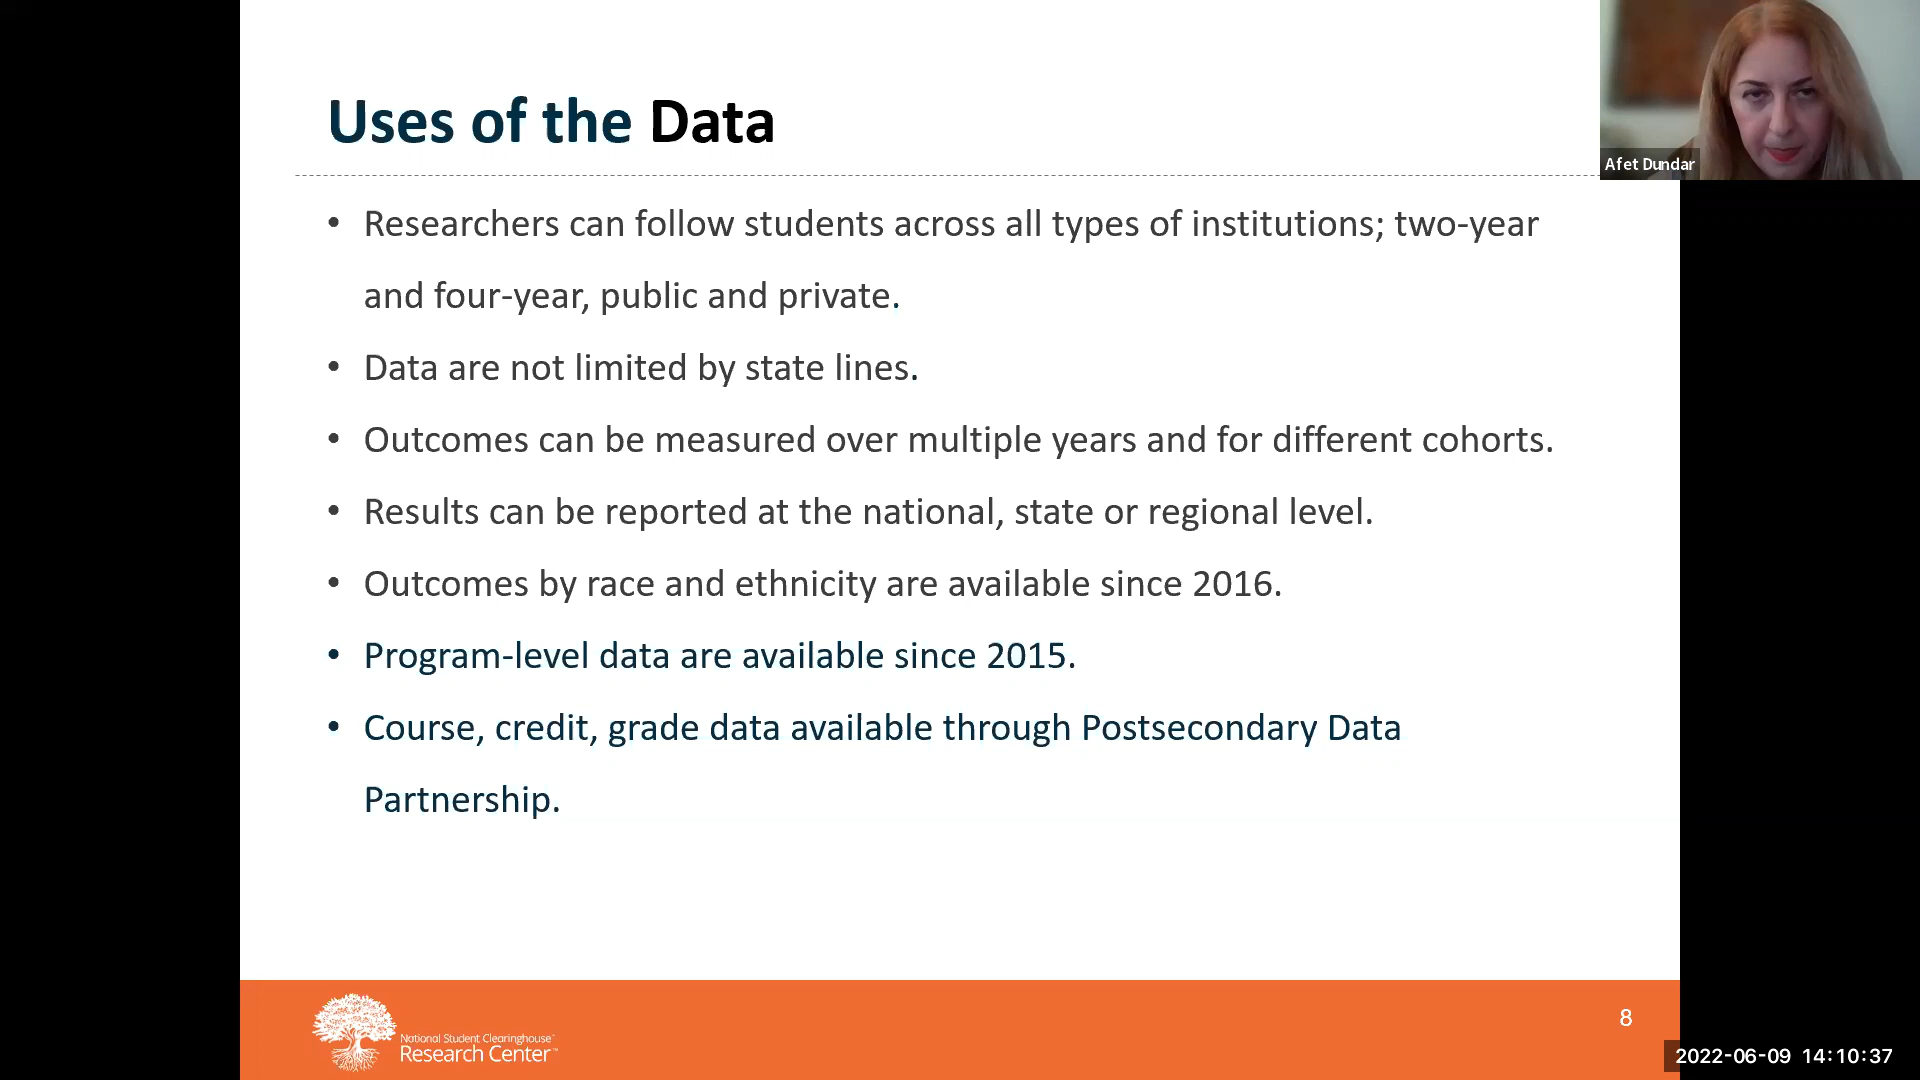 Uses of the Data
Afet Dundar
• Researchers can follow students across all types of institutions; two-year
and four-year, public and private.
• Data are not limited by state lines.
• Outcomes can be measured over multiple years and for different cohorts.
• Results can be reported at the national, state or regional level.
• Outcomes by race and ethnicity are available since 2016.
• Program-level data are available since 2015.
• Course, credit, grade data available through Postsecondary Data
Partnership.
National Student Clearinghouse™
Research Center™
8
2022-06-09 14:10:37